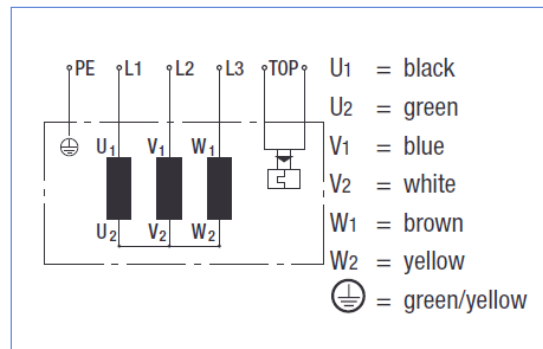 PE L1 L2 L3 TOP
U1 V1 W1
U2 V2 W2
U1 = black
U2 = green
V1 = blue
V2 = white
W1 = brown
W2 = yellow
⏚ = green/yellow